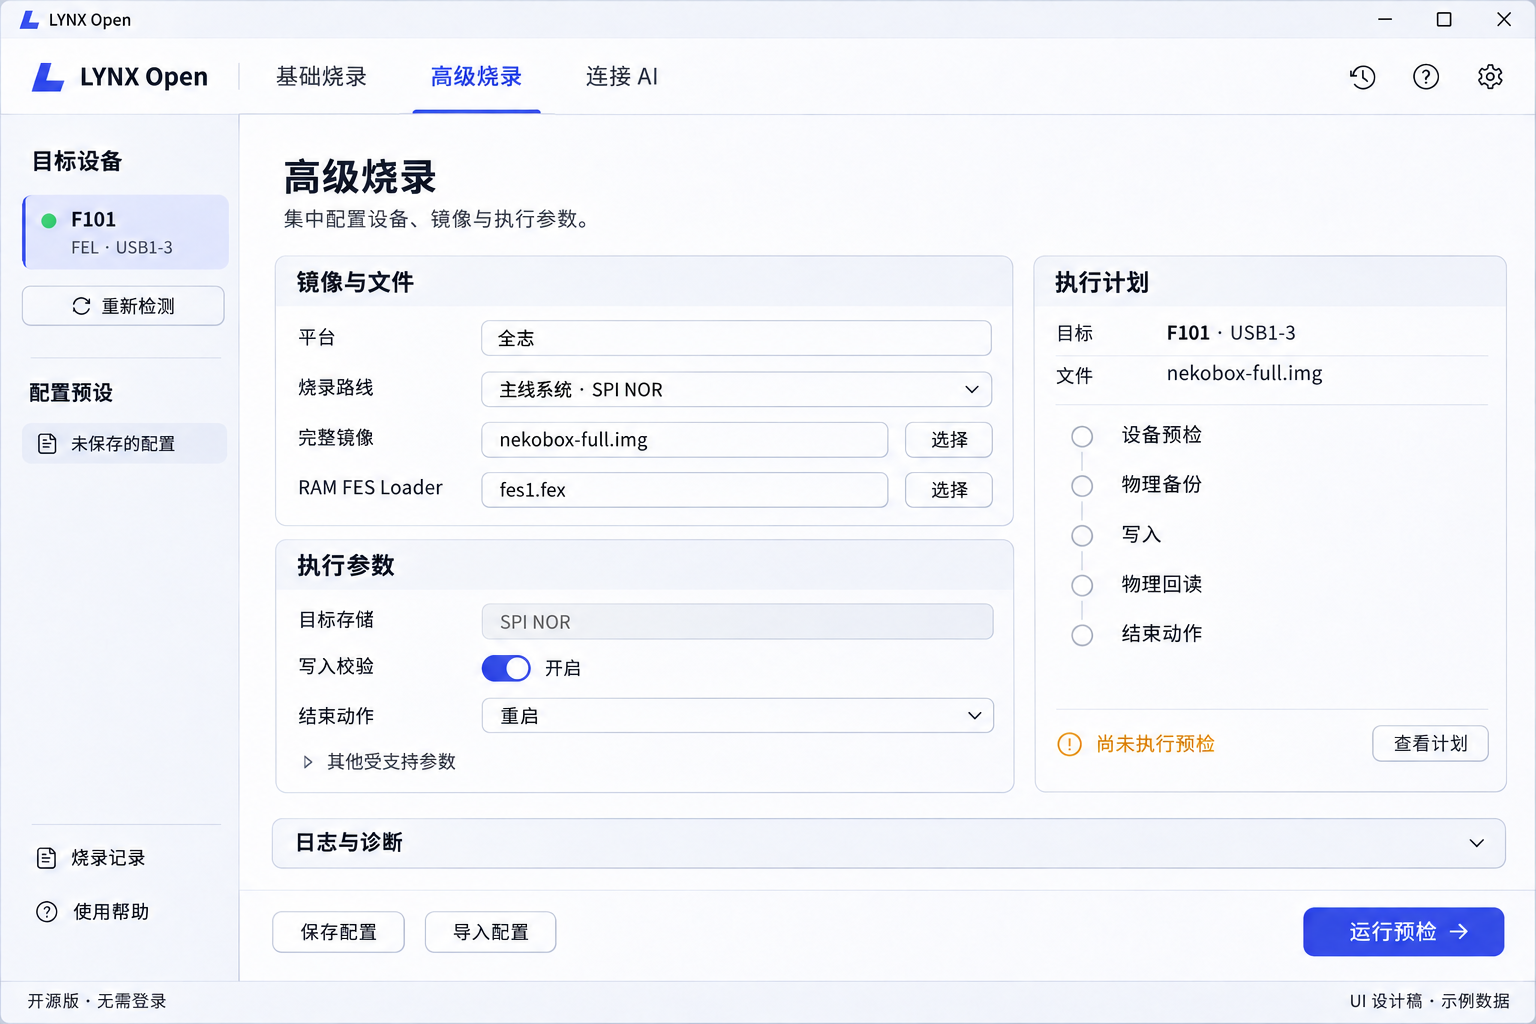 LYNX Open
LYNX Open
基础烧录
高级烧录
连接 AI
目标设备
F101
FEL · USB1-3
重新检测
配置预设
未保存的配置
烧录记录
使用帮助
高级烧录
集中配置设备、镜像与执行参数。
镜像与文件
平台
全志
烧录路线
主线系统 · SPI NOR
完整镜像
nekobox-full.img
选择
RAM FES Loader
fes1.fex
选择
执行参数
目标存储
SPI NOR
写入校验
开启
结束动作
重启
其他受支持参数
执行计划
目标
F101 · USB1-3
文件
nekobox-full.img
设备预检
物理备份
写入
物理回读
结束动作
尚未执行预检
查看计划
日志与诊断
保存配置
导入配置
运行预检
开源版 · 无需登录
UI 设计稿 · 示例数据